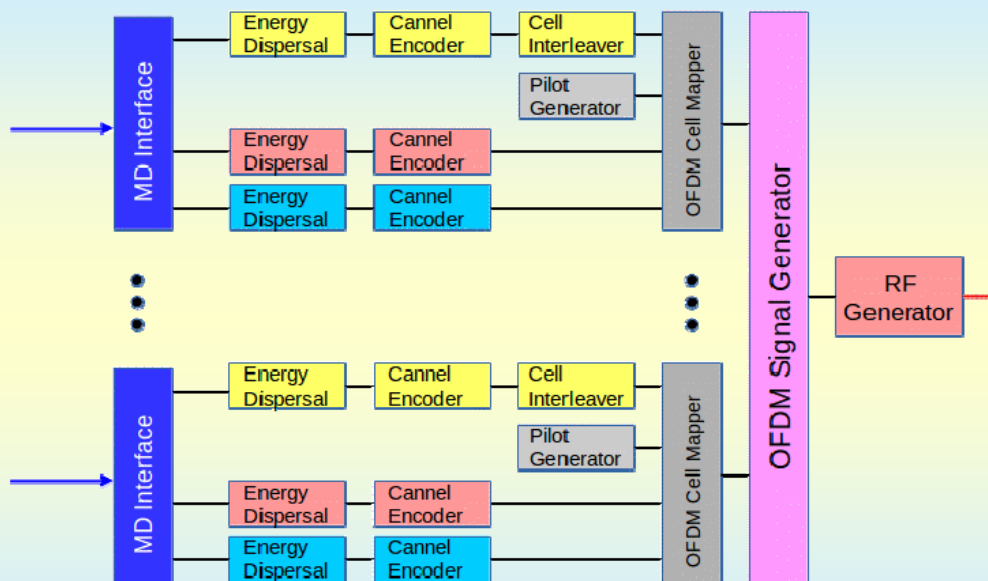 MD Interface
Energy
Dispersal
Cannel
Encoder
Cell
Interleaver
Pilot
Generator
Energy
Dispersal
Cannel
Encoder
Energy
Dispersal
Cannel
Encoder
OFDM Cell Mapper
OFDM Signal Generator
RF
Generator
MD Interface
Energy
Dispersal
Cannel
Encoder
Cell
Interleaver
Pilot
Generator
Energy
Dispersal
Cannel
Encoder
Energy
Dispersal
Cannel
Encoder
OFDM Cell Mapper